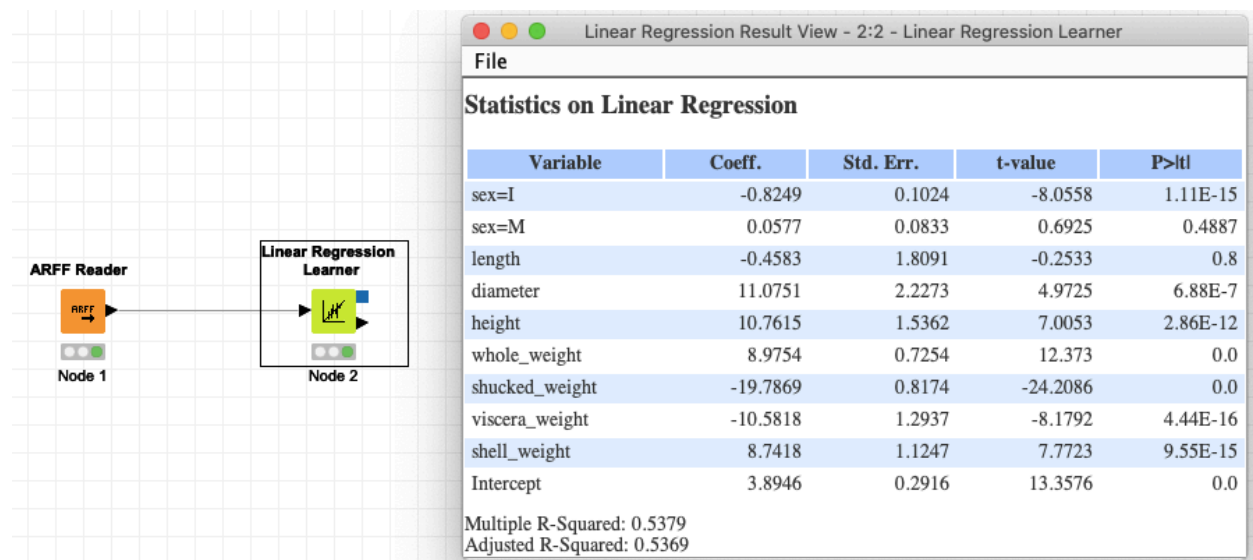 Linear Regression Result View - 2:2 - Linear Regression Learner
File
Statistics on Linear Regression
Variable Coeff. Std. Err. t-value P>|t|
sex=I -0.8249 0.1024 -8.0558 1.11E-15
sex=M 0.0577 0.0833 0.6925 0.4887
length -0.4583 1.8091 -0.2533 0.8
diameter 11.0751 2.2273 4.9725 6.88E-7
height 10.7615 1.5362 7.0053 2.86E-12
whole_weight 8.9754 0.7254 12.373 0.0
shucked_weight -19.7869 0.8174 -24.2086 0.0
viscera_weight -10.5818 1.2937 -8.1792 4.44E-16
shell_weight 8.7418 1.1247 7.7723 9.55E-15
Intercept 3.8946 0.2916 13.3576 0.0
Multiple R-Squared: 0.5379
Adjusted R-Squared: 0.5369
ARFF Reader
ARFF
Node 1
Linear Regression
Learner
Node 2